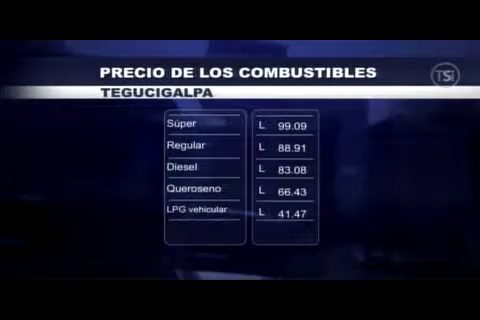 PRECIO DE LOS COMBUSTIBLES
TSi
TEGUCIGALPA
Súper L 99.09
Regular L 88.91
Diesel L 83.08
Queroseno L 66.43
LPG vehicular L 41.47